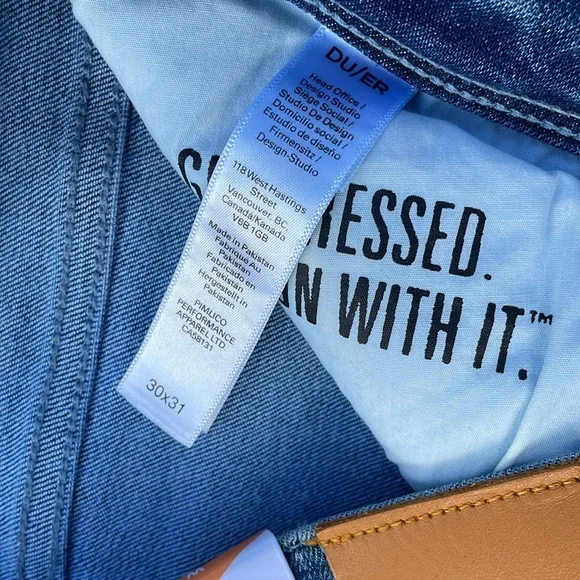 DU/ER
Head Office /
Design Studio
Siège Social /
Studio De Design
Domicilio social /
Estudio de diseño
Firmensitz /
Design-Studio
118 West Hastings
Street
Vancouver, BC,
Canada/Kanada
V6B 1G8
Made in Pakistan
Fabriqué Au
Pakistan
Fabricado en
Pakistán
Hergestellt in
Pakistan
PIMLICO
PERFORMANCE
APPAREL LTD
CA58131
30x31
RESSED.
N WITH IT.™